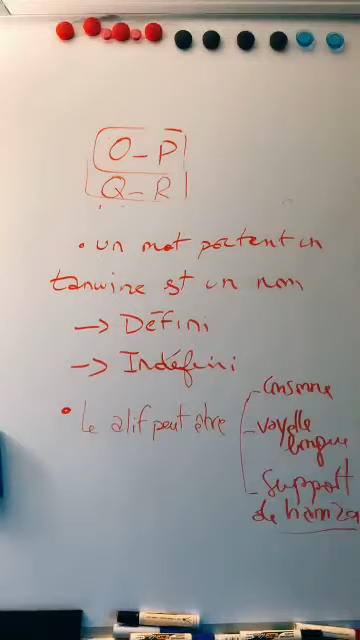 O - P
Q - R
• un mot portent un
tanwine est un nom
→ Défini
→ Indéfini
• Le alif peut être
- Consonne
- voyelle
longue
- Support
de hamza